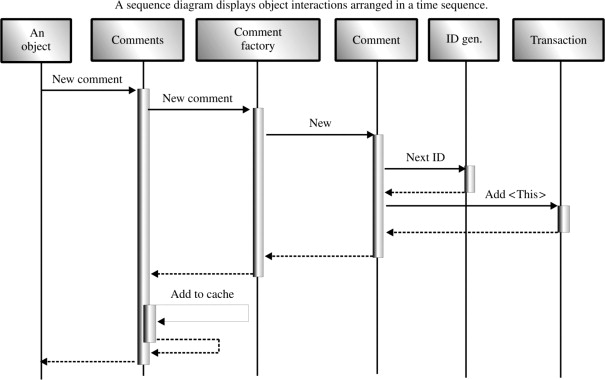 A sequence diagram displays object interactions arranged in a time sequence.
An
object
Comments
Comment
factory
Comment
ID gen.
Transaction
New comment
New comment
New
Next ID
Add <This>
Add to cache